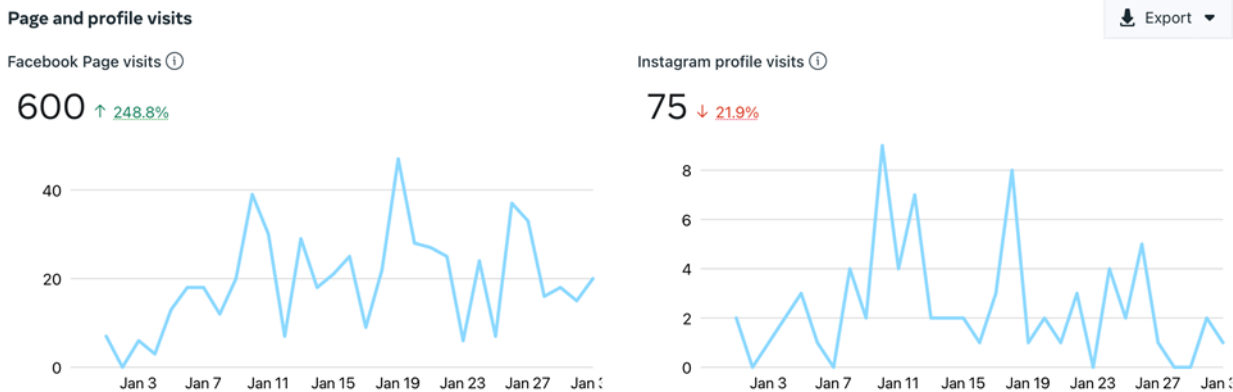 Page and profile visits
Export
Facebook Page visits
600 ↑ 248.8%
40
20
0
Jan 3 Jan 7 Jan 11 Jan 15 Jan 19 Jan 23 Jan 27 Jan
Instagram profile visits
75 ↓ 21.9%
8
6
4
2
0
Jan 3 Jan 7 Jan 11 Jan 15 Jan 19 Jan 23 Jan 27 Jan